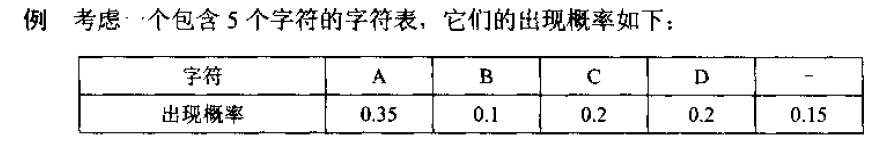 例 考虑一个包含 5 个字符的字符表，它们的出现概率如下：
字符 A B C D -
出现概率 0.35 0.1 0.2 0.2 0.15